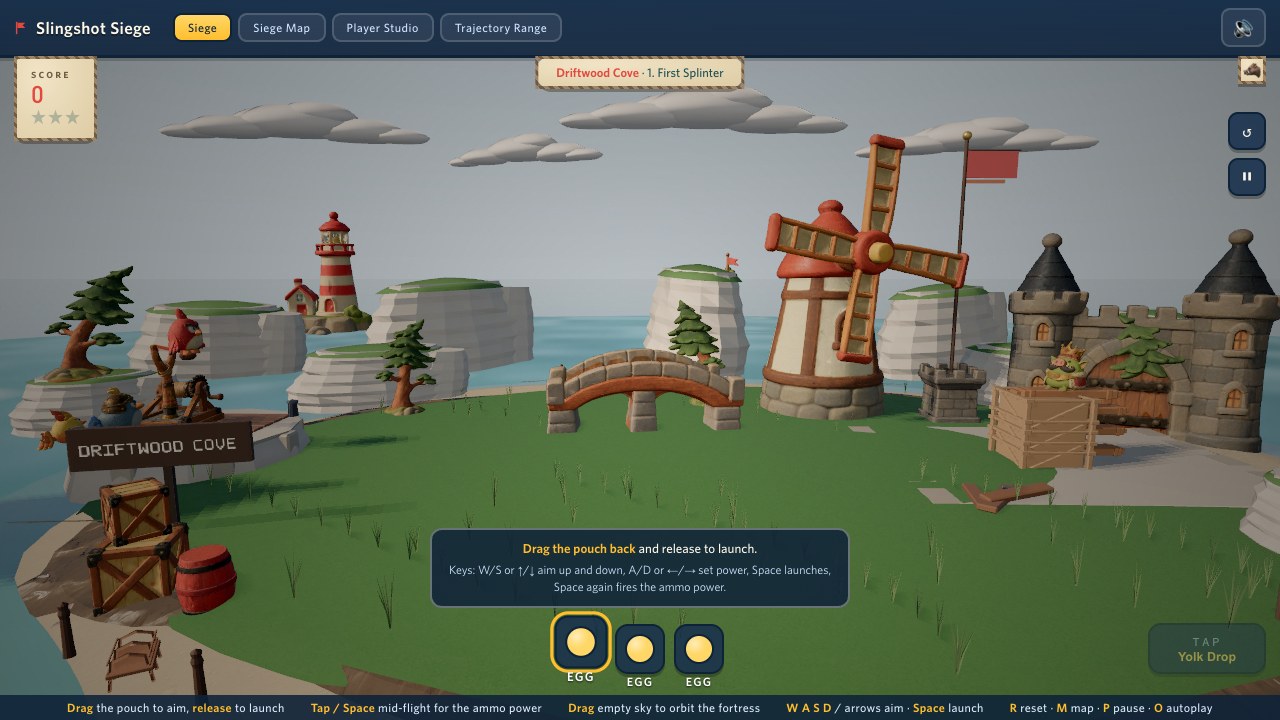 Slingshot Siege
Siege
Siege Map
Player Studio
Trajectory Range
SCORE
0
Driftwood Cove · 1. First Splinter
DRIFTWOOD COVE
Drag the pouch back and release to launch.
Keys: W/S or ↑/↓ aim up and down, A/D or ←/→ set power, Space launches,
Space again fires the ammo power.
EGG
EGG
EGG
TAP
Yolk Drop
Drag the pouch to aim, release to launch
Tap / Space mid-flight for the ammo power
Drag empty sky to orbit the fortress
W A S D / arrows aim · Space launch
R reset · M map · P pause · O autoplay